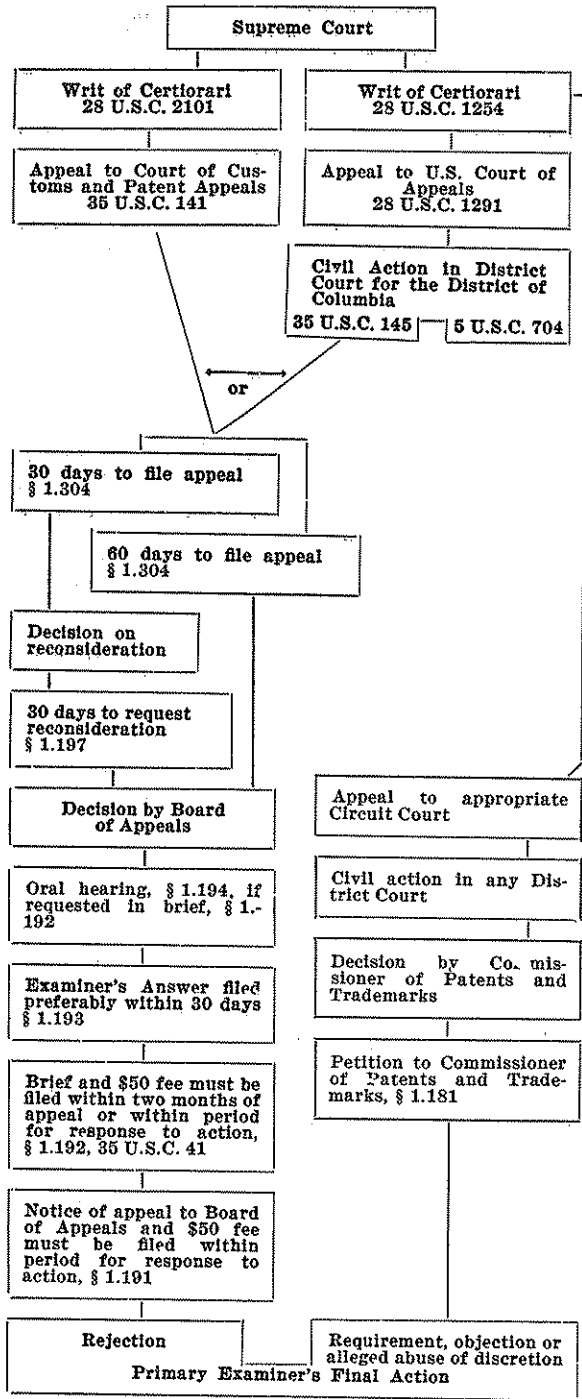 Supreme Court
Writ of Certiorari
28 U.S.C. 2101
Writ of Certiorari
28 U.S.C. 1254
Appeal to Court of Cus-
toms and Patent Appeals
35 U.S.C. 141
Appeal to U.S. Court of
Appeals
28 U.S.C. 1291
Civil Action in District
Court for the District of
Columbia
35 U.S.C. 145
5 U.S.C. 704
or
30 days to file appeal
§ 1.304
60 days to file appeal
§ 1.304
Decision on
reconsideration
30 days to request
reconsideration
§ 1.197
Decision by Board
of Appeals
Oral hearing, § 1.194, if
requested in brief, § 1.-
192
Examiner's Answer filed
preferably within 30 days
§ 1.193
Brief and $50 fee must be
filed within two months of
appeal or within period
for response to action,
§ 1.192, 35 U.S.C. 41
Notice of appeal to Board
of Appeals and $50 fee
must be filed within
period for response to
action, § 1.191
Appeal to appropriate
Circuit Court
Civil action in any Dis-
trict Court
Decision by Co. mis-
sioner of Patents and
Trademarks
Petition to Commissioner
of Patents and Trade-
marks, § 1.181
Rejection
Requirement, objection or
alleged abuse of discretion
Primary Examiner's Final Action